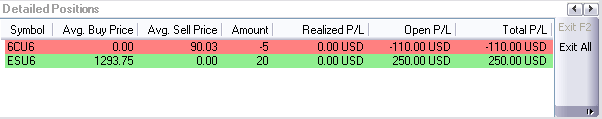 Detailed Positions
Symbol Avg. Buy Price Avg. Sell Price Amount Realized P/L Open P/L Total P/L Exit F2
6CU6 0.00 90.03 -5 0.00 USD -110.00 USD -110.00 USD Exit All
ESU6 1293.75 0.00 20 0.00 USD 250.00 USD 250.00 USD